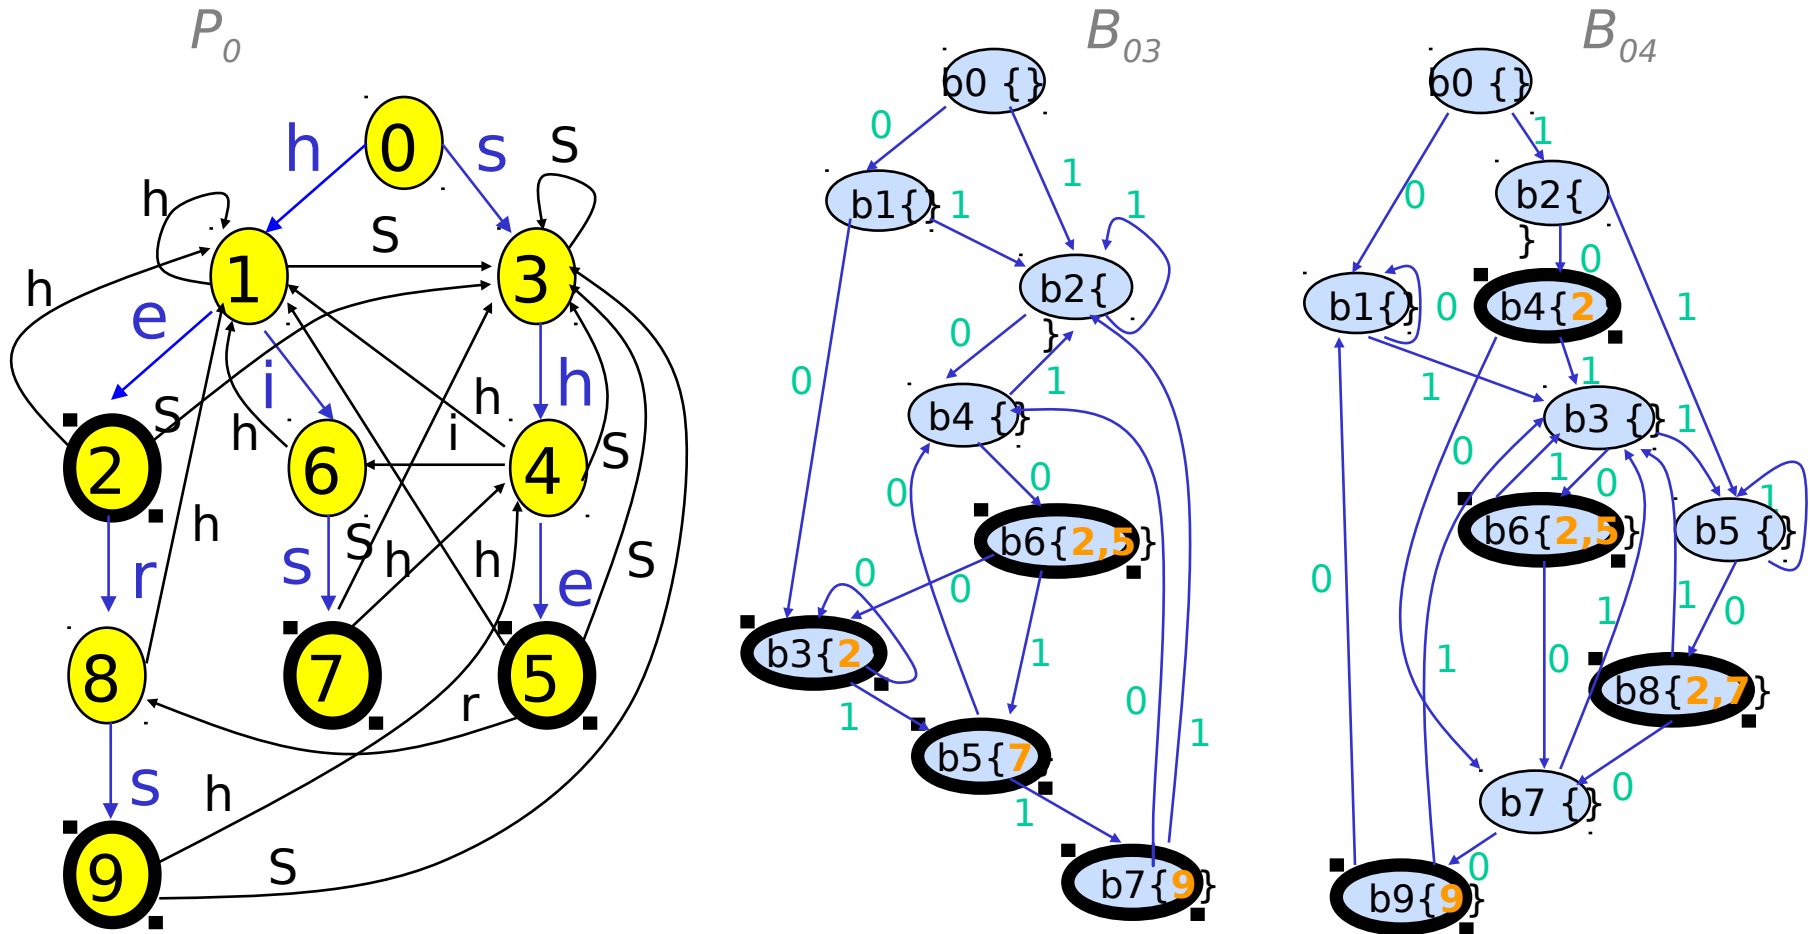 P0
B03
B04
0
h
s
S
h
S
1
3
h
e
i
h
h
S
h
i
S
2
6
4
h
r
s
S
h
h
e
S
8
7
5
r
s
h
9
S
b0 {}
0
1
b1{}
1
1
b2{
}
0
1
0
b4 {}
0
0
b6{2,5}
0
0
1
b3{2
1
b5{7
0
1
1
b7{9}
b0 {}
1
0
b2{
}
0
1
b1{}
0
b4{2
1
1
b3 {}
1
0
1
0
1
b6{2,5}
b5 {}
0
1
1
0
1
0
b8{2,7}
0
b7 {}
0
b9{9}